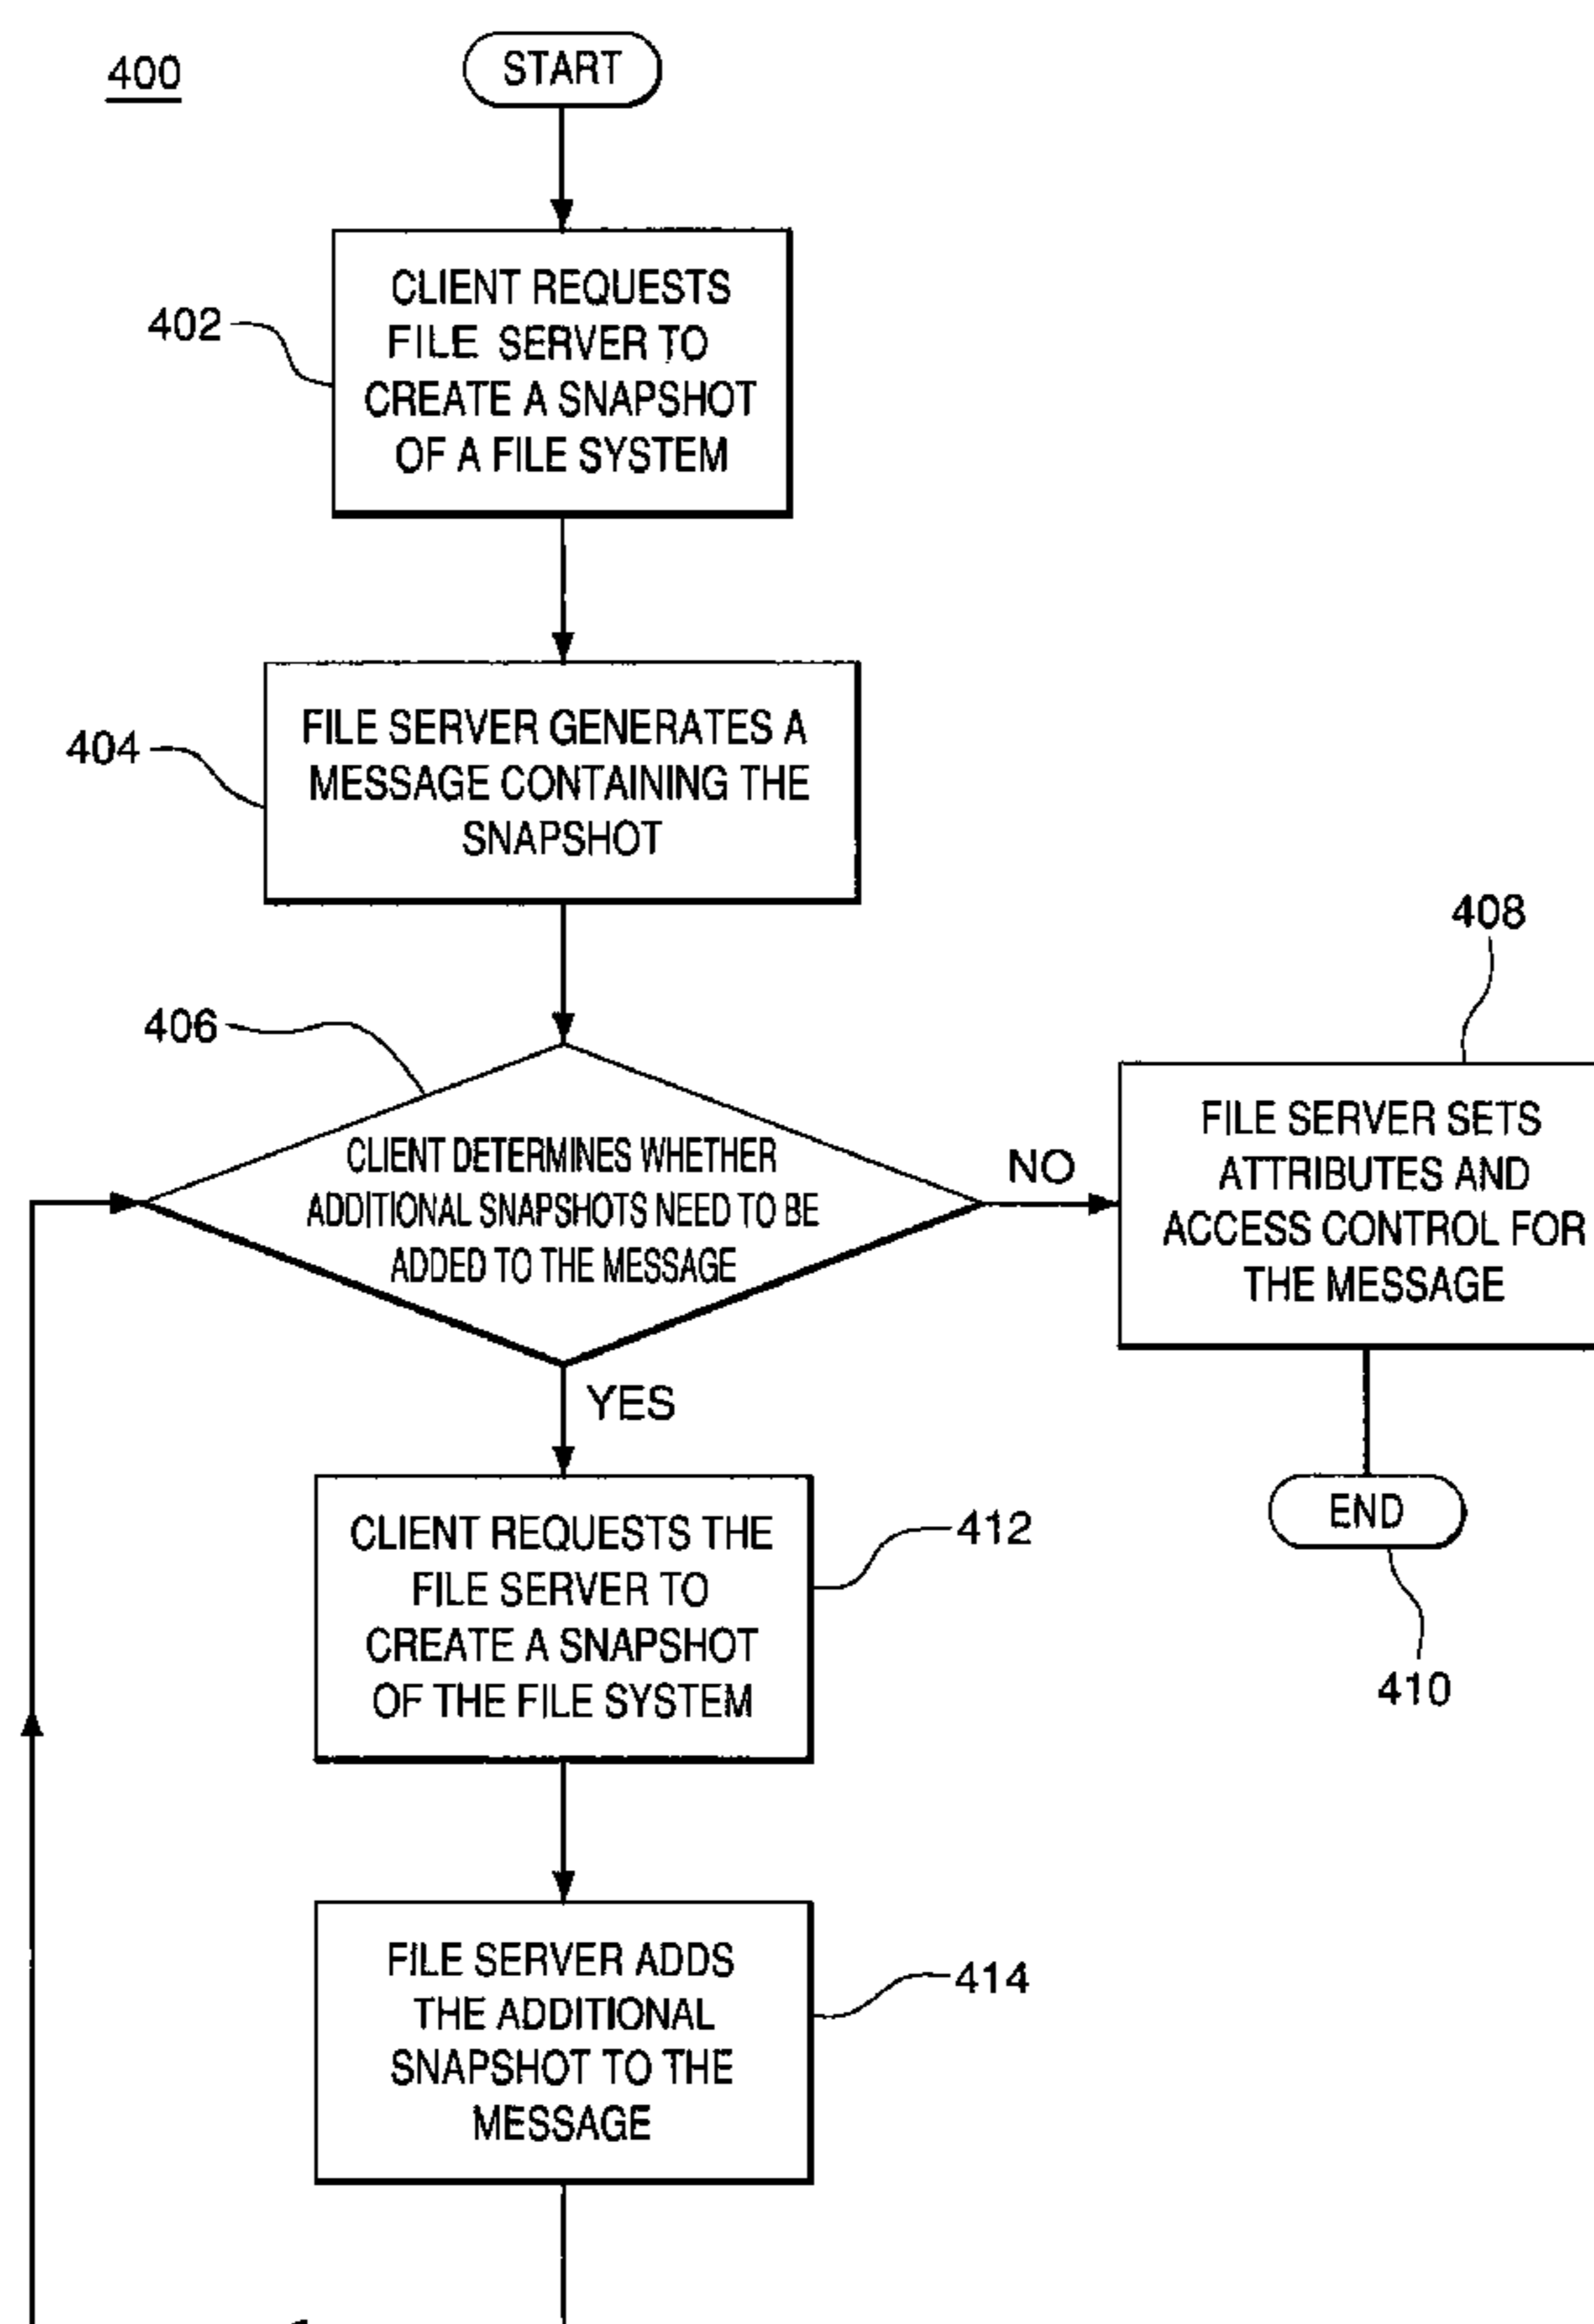 400
START
402
CLIENT REQUESTS
FILE SERVER TO
CREATE A SNAPSHOT
OF A FILE SYSTEM
404
FILE SERVER GENERATES A
MESSAGE CONTAINING THE
SNAPSHOT
406
CLIENT DETERMINES WHETHER
ADDITIONAL SNAPSHOTS NEED TO BE
ADDED TO THE MESSAGE
NO
408
FILE SERVER SETS
ATTRIBUTES AND
ACCESS CONTROL FOR
THE MESSAGE
YES
END
410
CLIENT REQUESTS THE
FILE SERVER TO
CREATE A SNAPSHOT
OF THE FILE SYSTEM
412
FILE SERVER ADDS
THE ADDITIONAL
SNAPSHOT TO THE
MESSAGE
414